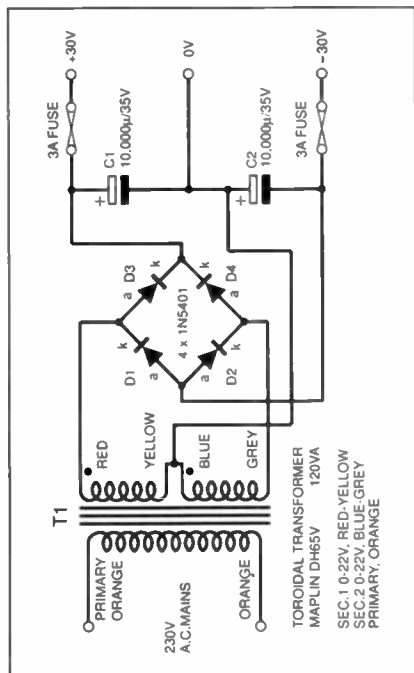 T1
PRIMARY
ORANGE
230V
A.C.MAINS
ORANGE
RED
YELLOW
BLUE
GREY
D1
a
k
D3
a
k
4 x 1N5401
D2
a
k
D4
a
k
3A FUSE
+30V
+
C1
10,000µ/35V
0V
+
C2
10,000µ/35V
3A FUSE
-30V
TOROIDAL TRANSFORMER
MAPLIN DH65V 120VA
SEC.1 0-22V, RED-YELLOW
SEC.2 0-22V, BLUE-GREY
PRIMARY, ORANGE